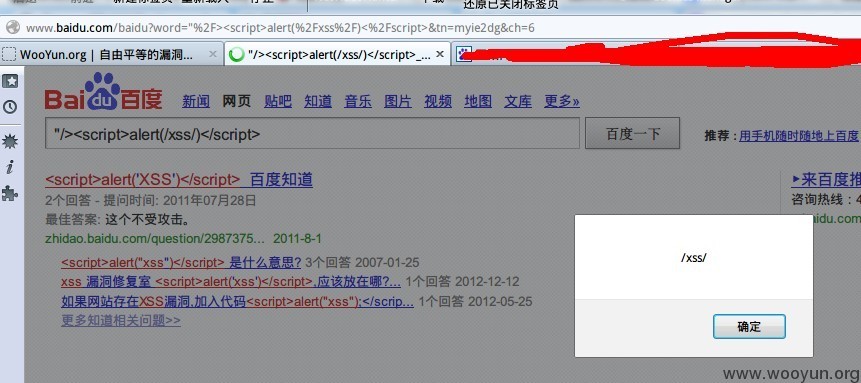 还原已关闭标签页
www.baidu.com/baidu?word="%2F><script>alert(%2Fxss%2F)<%2Fscript>&tn=myie2dg&ch=6
WooYun.org | 自由平等的漏洞...
"/><script>alert(/xss/)</script>_...
Bai du 百度
新闻 网页 贴吧 知道 音乐 图片 视频 地图 文库 更多»
"/><script>alert(/xss/)</script>
百度一下
推荐 : 用手机随时随地上百度
<script>alert('XSS')</script> 百度知道
2个回答 - 提问时间: 2011年07月28日
最佳答案: 这个不受攻击。
zhidao.baidu.com/question/2987375... 2011-8-1
<script>alert("xss")</script> 是什么意思? 3个回答 2007-01-25
xss 漏洞修复室 <script>alert('xss')</script>,应该放在哪?... 1个回答 2012-12-12
如果网站存在XSS漏洞,加入代码<script>alert("xss");</scrip... 1个回答 2012-05-25
更多知道相关问题>>
来百度推
咨询热线：4
aidu.com
/xss/
确定
www.wooyun.org